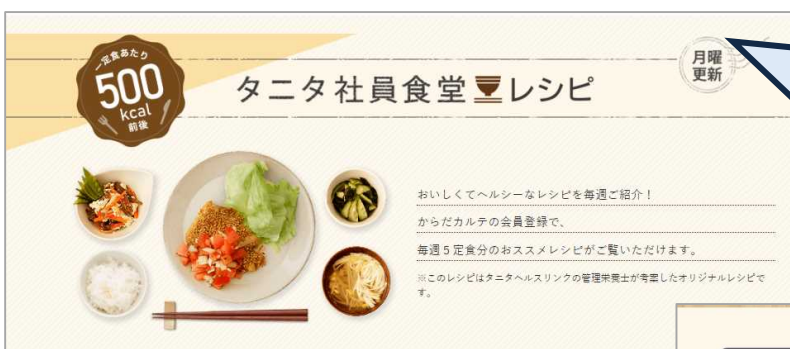 一定食あたり
500
kcal
前後
タニタ社員食堂レシピ
月曜
更新
おいしくてヘルシーなレシピを毎週ご紹介！
からだカルテの会員登録で、
毎週5定食分のおススメレシピがご覧いただけます。
※このレシピはタニタヘルスリンクの管理栄養士が考案したオリジナルレシピで
す。